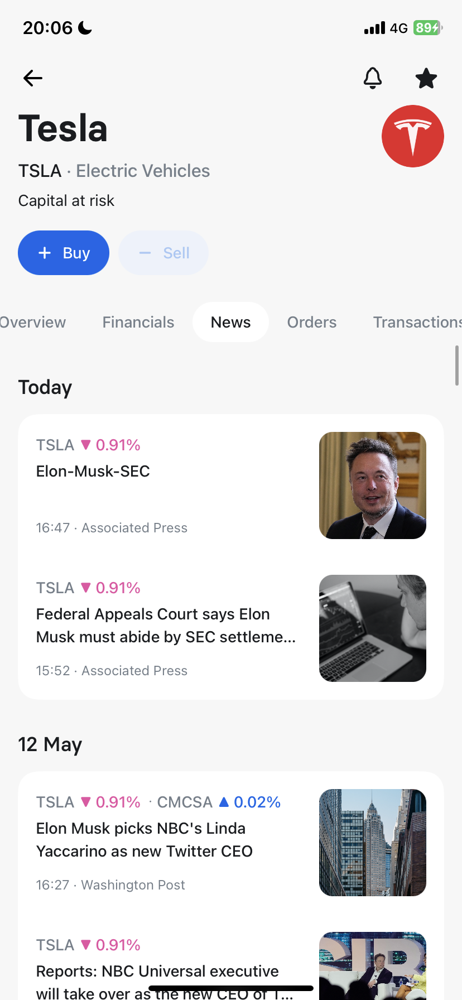 20:06
4G 89
Tesla
TSLA · Electric Vehicles
Capital at risk
+ Buy
− Sell
Overview Financials News Orders Transactions
Today
TSLA ▼ 0.91%
Elon-Musk-SEC
16:47 · Associated Press
TSLA ▼ 0.91%
Federal Appeals Court says Elon
Musk must abide by SEC settleme...
15:52 · Associated Press
12 May
TSLA ▼ 0.91% · CMCSA ▲ 0.02%
Elon Musk picks NBC's Linda
Yaccarino as new Twitter CEO
16:27 · Washington Post
TSLA ▼ 0.91%
Reports: NBC Universal executive
will take over as the new CEO of T...